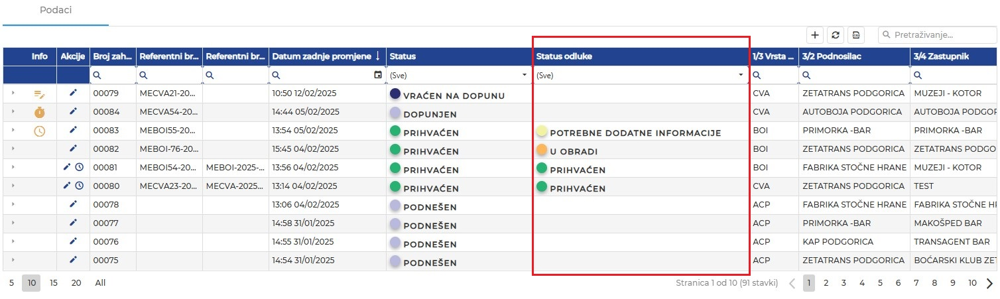 Podaci
Pretraživanje...
Info Akcije Broj zah... Referentni br... Referentni br... Datum zadnje promjene ↓ Status Status odluke 1/3 Vrsta ... 3/2 Podnosilac 3/4 Zastupnik
(Sve) (Sve)
00079 MECVA21-20... 10:50 12/02/2025 VRAĆEN NA DOPUNU CVA ZETATRANS PODGORICA MUZEJI - KOTOR
00084 MECVA54-20... 14:44 05/02/2025 DOPUNJEN CVA AUTOBOJA PODGORICA AUTOBOJA PODGOR
00083 MEBOI55-20... 13:54 05/02/2025 PRIHVAĆEN POTREBNE DODATNE INFORMACIJE BOI PRIMORKA -BAR PRIMORKA -BAR
00082 MEBOI-76-20... 15:45 04/02/2025 PRIHVAĆEN U OBRADI BOI ZETATRANS PODGORICA ZETATRANS PODGO
00081 MEBOI54-20... MEBOI-2025-... 13:56 04/02/2025 PRIHVAĆEN PRIHVAĆEN BOI FABRIKA STOČNE HRANE MUZEJI - KOTOR
00080 MECVA23-20... MECVA-2025... 13:14 04/02/2025 PRIHVAĆEN PRIHVAĆEN CVA ZETATRANS PODGORICA TEST
00078 13:06 04/02/2025 PODNEŠEN ACP FABRIKA STOČNE HRANE FABRIKA STOČNE H
00077 14:58 31/01/2025 PODNEŠEN ACP PRIMORKA -BAR MAKOŠPED BAR
00076 14:55 31/01/2025 PODNEŠEN ACP KAP PODGORICA TRANSAGENT BAR
00075 14:54 31/01/2025 PODNEŠEN ACP ZETATRANS PODGORICA BOĆARSKI KLUB ZET
5 10 15 20 All Stranica 1 od 10 (91 stavki) 1 2 3 4 5 6 7 8 9 10